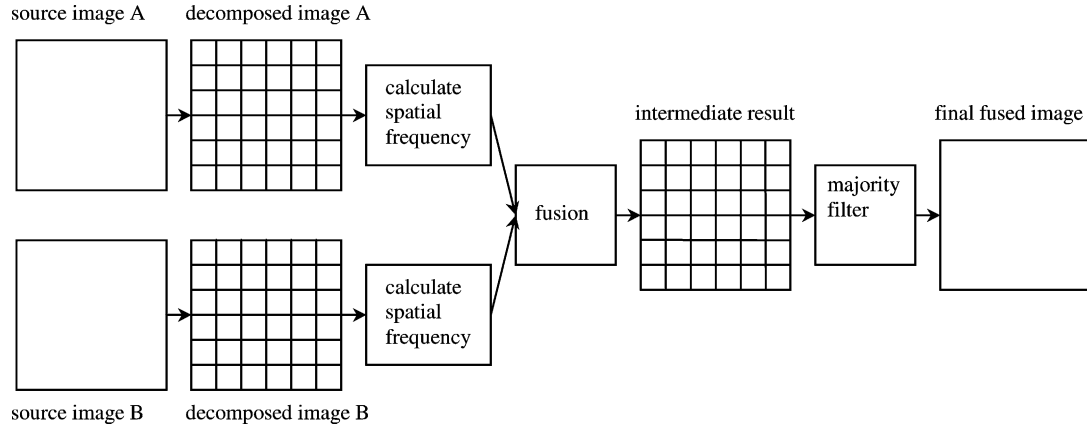 source image A
decomposed image A
calculate
spatial
frequency
fusion
intermediate result
majority
filter
final fused image
calculate
spatial
frequency
source image B
decomposed image B